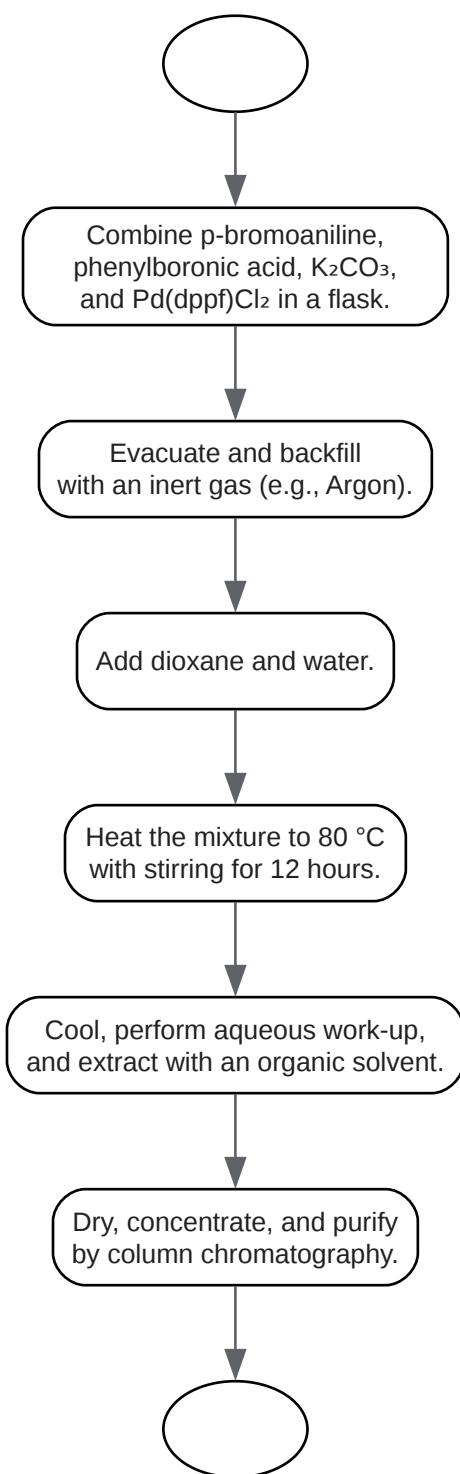 Combine p-bromoaniline,
phenylboronic acid, K₂CO₃,
and Pd(dppf)Cl₂ in a flask.
Evacuate and backfill
with an inert gas (e.g., Argon).
Add dioxane and water.
Heat the mixture to 80 °C
with stirring for 12 hours.
Cool, perform aqueous work-up,
and extract with an organic solvent.
Dry, concentrate, and purify
by column chromatography.